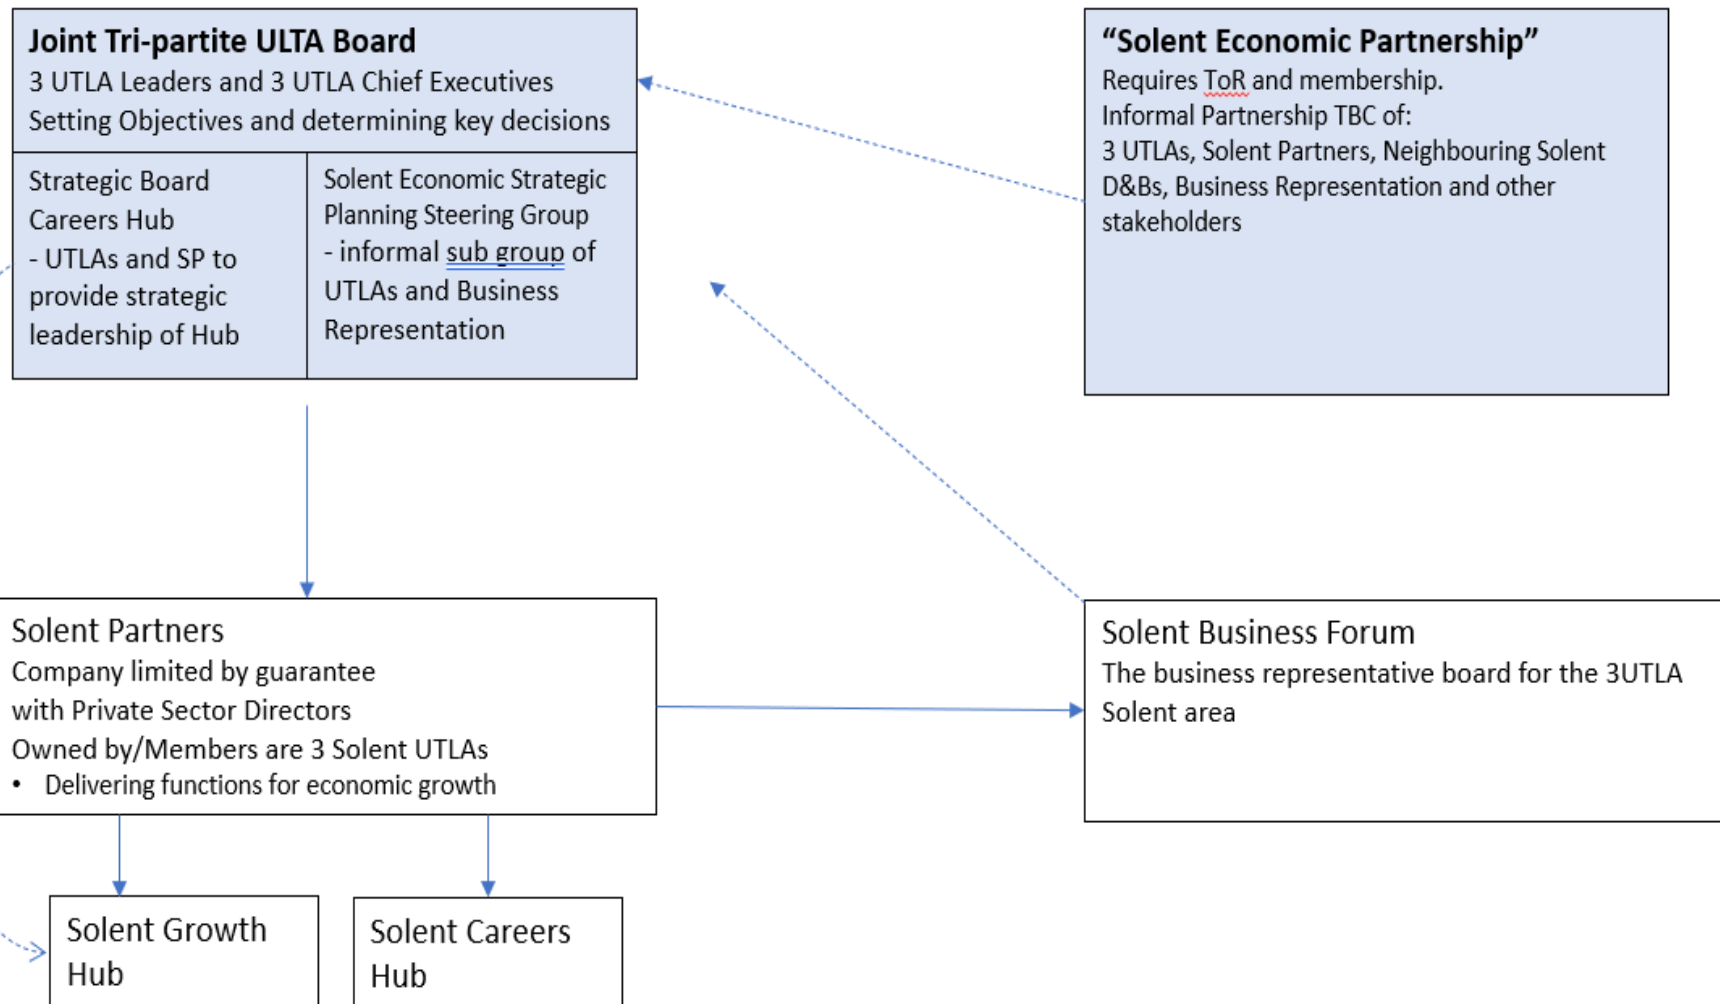 Joint Tri-partite ULTA Board
3 UTLA Leaders and 3 UTLA Chief Executives
Setting Objectives and determining key decisions
Strategic Board
Careers Hub
- UTLAs and SP to
provide strategic
leadership of Hub
Solent Economic Strategic
Planning Steering Group
- informal sub group of
UTLAs and Business
Representation
“Solent Economic Partnership”
Requires ToR and membership.
Informal Partnership TBC of:
3 UTLAs, Solent Partners, Neighbouring Solent
D&Bs, Business Representation and other
stakeholders
Solent Partners
Company limited by guarantee
with Private Sector Directors
Owned by/Members are 3 Solent UTLAs
• Delivering functions for economic growth
Solent Business Forum
The business representative board for the 3UTLA
Solent area
Solent Growth
Hub
Solent Careers
Hub